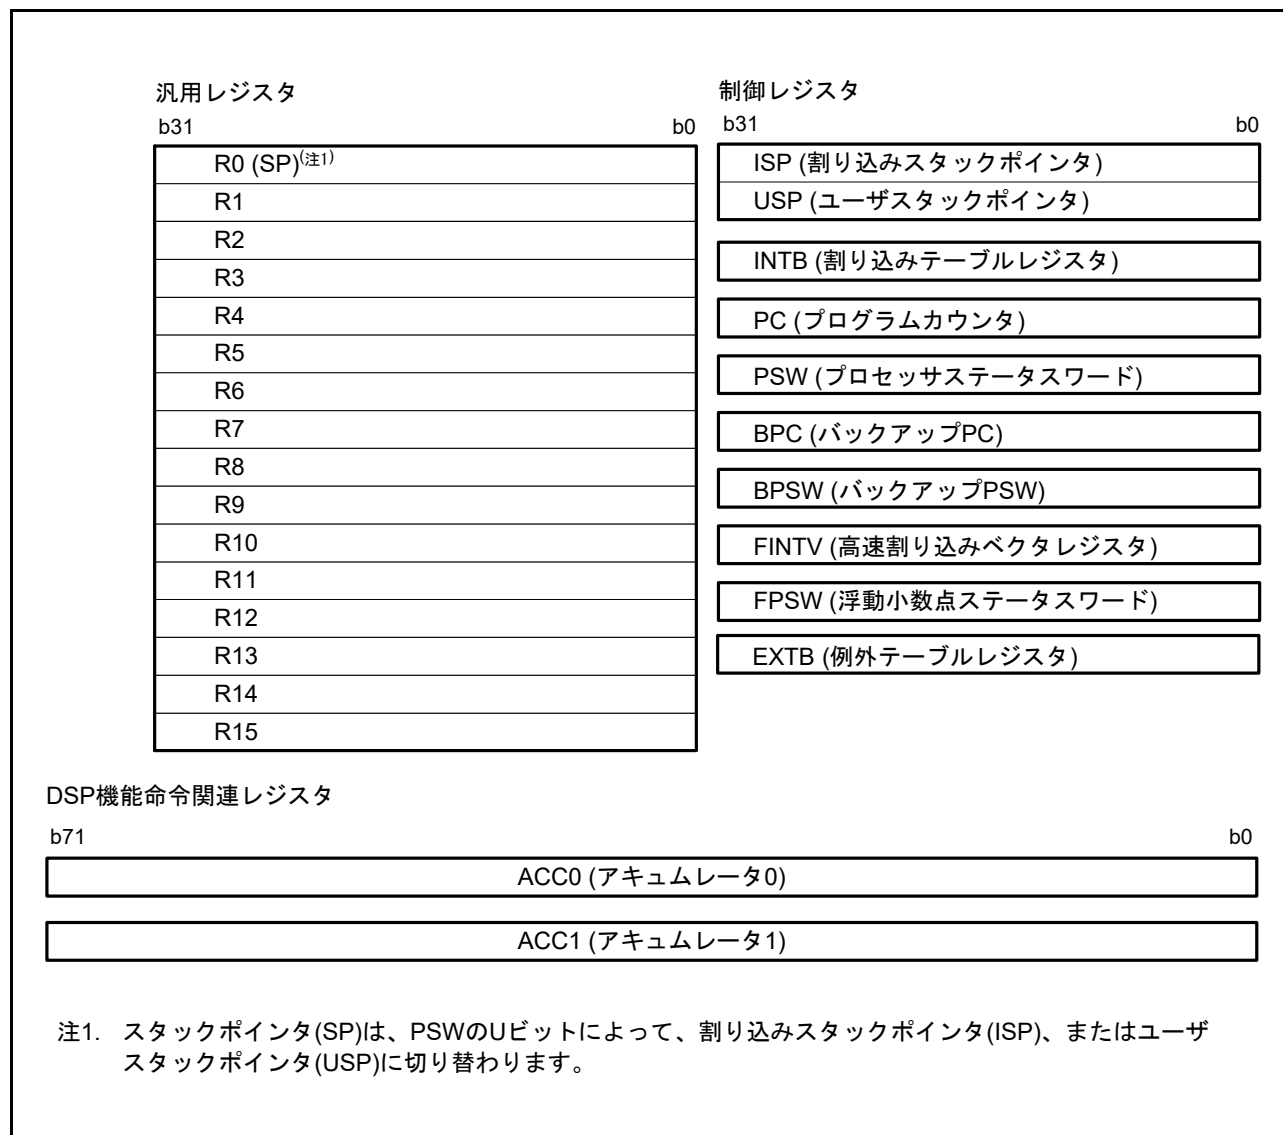 汎用レジスタ
b31 b0
R0 (SP)(注1)
R1
R2
R3
R4
R5
R6
R7
R8
R9
R10
R11
R12
R13
R14
R15
制御レジスタ
b31 b0
ISP (割り込みスタックポインタ)
USP (ユーザスタックポインタ)
INTB (割り込みテーブルレジスタ)
PC (プログラムカウンタ)
PSW (プロセッサステータスワード)
BPC (バックアップPC)
BPSW (バックアップPSW)
FINTV (高速割り込みベクタレジスタ)
FPSW (浮動小数点ステータスワード)
EXTB (例外テーブルレジスタ)
DSP機能命令関連レジスタ
b71 b0
ACC0 (アキュムレータ0)
ACC1 (アキュムレータ1)
注1. スタックポインタ(SP)は、PSWのUビットによって、割り込みスタックポインタ(ISP)、またはユーザ
スタックポインタ(USP)に切り替わります。